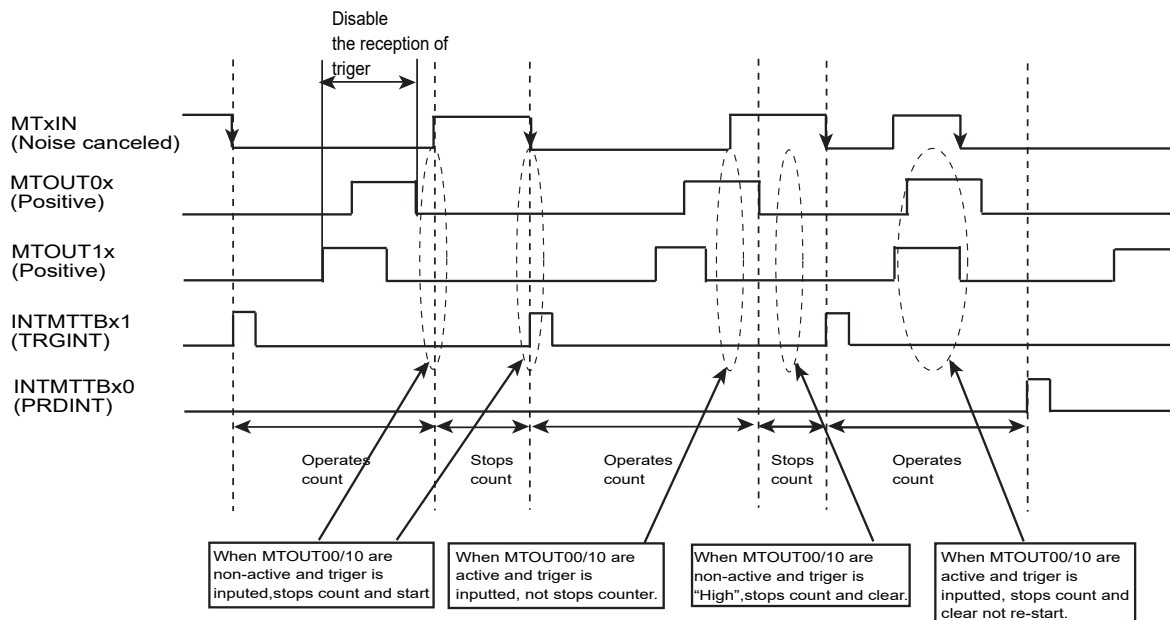 Disable
the reception of
triger
MTxIN
(Noise canceled)
MTOUT0x
(Positive)
MTOUT1x
(Positive)
INTMTTBx1
(TRGINT)
INTMTTBx0
(PRDINT)
Operates
count
Stops
count
Operates
count
Stops
count
Operates
count
When MTOUT00/10 are
non-active and triger is
inputed,stops count and start
When MTOUT00/10 are
active and triger is
inputted, not stops counter.
When MTOUT00/10 are
non-active and triger is
“High”,stops count and clear.
When MTOUT00/10 are
active and triger is
inputted, stops count and
clear not re-start.